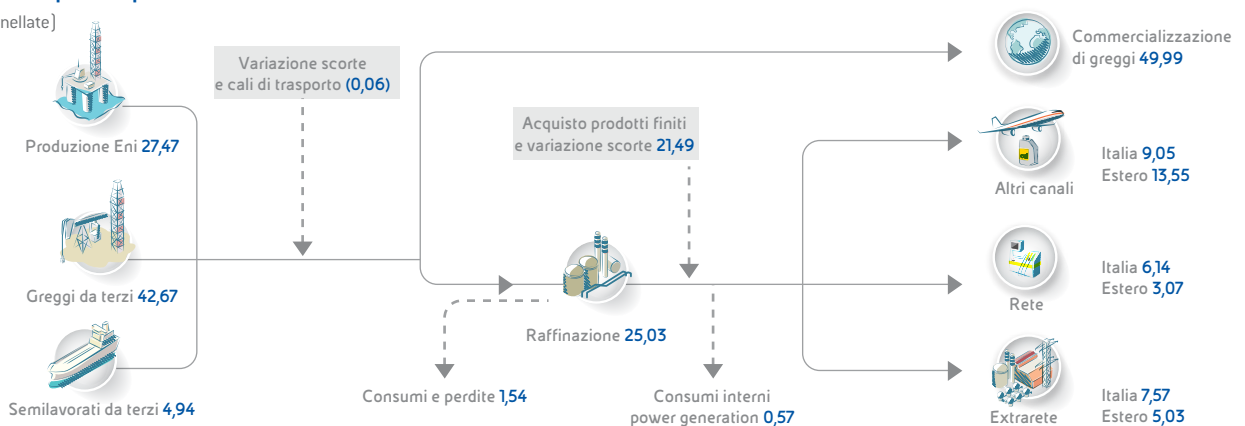 nellate)
Variazione scorte
e cali di trasporto (0,06)
Commercializzazione
di greggi 49,99
Produzione Eni 27,47
Acquisto prodotti finiti
e variazione scorte 21,49
Altri canali
Italia 9,05
Estero 13,55
Greggi da terzi 42,67
Raffinazione 25,03
Rete
Italia 6,14
Estero 3,07
Semilavorati da terzi 4,94
Consumi e perdite 1,54
Consumi interni
power generation 0,57
Extrarete
Italia 7,57
Estero 5,03